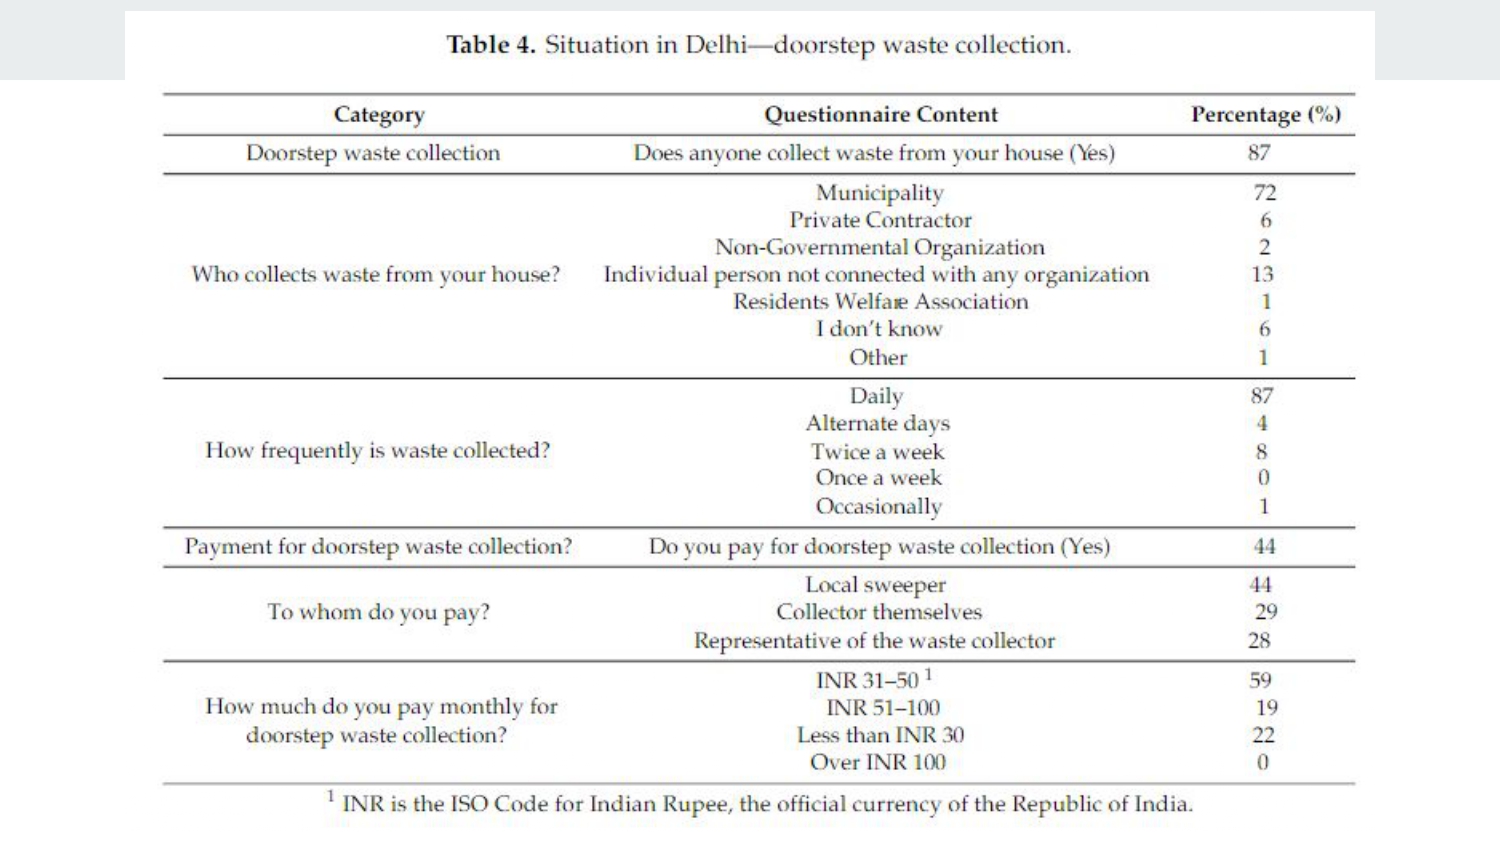 Table 4. Situation in Delhi—doorstep waste collection.
Category Questionnaire Content Percentage (%)
Doorstep waste collection Does anyone collect waste from your house (Yes) 87
Municipality 72
Private Contractor 6
Non-Governmental Organization 2
Who collects waste from your house? Individual person not connected with any organization 13
Residents Welfare Association 1
I don't know 6
Other 1
Daily 87
Alternate days 4
How frequently is waste collected? Twice a week 8
Once a week 0
Occasionally 1
Payment for doorstep waste collection? Do you pay for doorstep waste collection (Yes) 44
Local sweeper 44
To whom do you pay? Collector themselves 29
Representative of the waste collector 28
INR 31–50 1 59
How much do you pay monthly for INR 51–100 19
doorstep waste collection? Less than INR 30 22
Over INR 100 0
1 INR is the ISO Code for Indian Rupee, the official currency of the Republic of India.